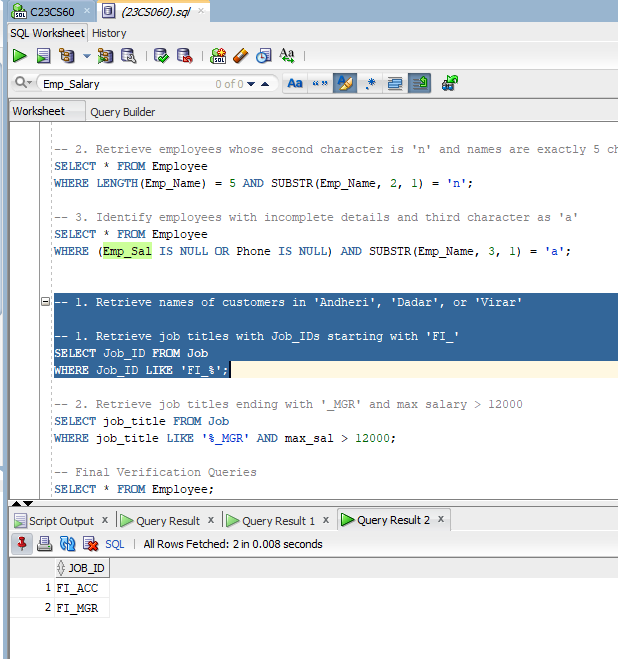 C23CS60 × (23CS060).sql ×
SQL Worksheet History
Emp_Salary 0 of 0 Aa “ ” .*
Worksheet Query Builder
-- 2. Retrieve employees whose second character is 'n' and names are exactly 5 ch
SELECT * FROM Employee
WHERE LENGTH(Emp_Name) = 5 AND SUBSTR(Emp_Name, 2, 1) = 'n';
-- 3. Identify employees with incomplete details and third character as 'a'
SELECT * FROM Employee
WHERE (Emp_Sal IS NULL OR Phone IS NULL) AND SUBSTR(Emp_Name, 3, 1) = 'a';
-- 1. Retrieve names of customers in 'Andheri', 'Dadar', or 'Virar'
-- 1. Retrieve job titles with Job_IDs starting with 'FI_'
SELECT Job_ID FROM Job
WHERE Job_ID LIKE 'FI_%';
-- 2. Retrieve job titles ending with '_MGR' and max salary > 12000
SELECT job_title FROM Job
WHERE job_title LIKE '%_MGR' AND max_sal > 12000;
-- Final Verification Queries
SELECT * FROM Employee;
Script Output × Query Result × Query Result 1 × Query Result 2 ×
SQL | All Rows Fetched: 2 in 0.008 seconds
JOB_ID
1 FI_ACC
2 FI_MGR